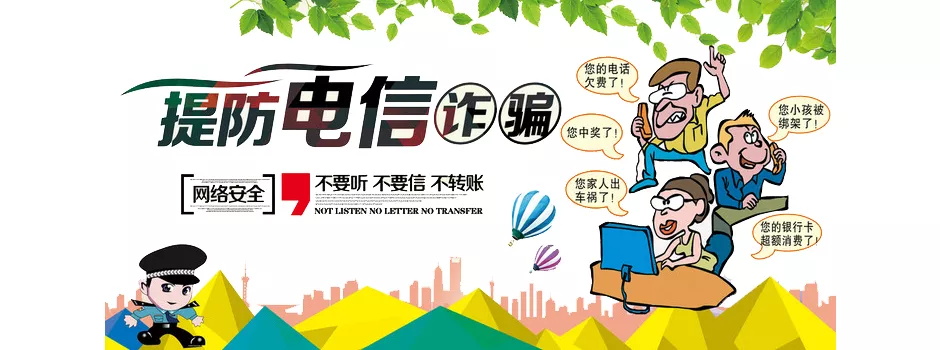 提防电信诈骗
网络安全
不要听 不要信 不转账
NOT LISTEN NO LETTER NO TRANSFER
您的电话
欠费了!
您中奖了!
您小孩被
绑架了!
您家人出
车祸了!
您的银行卡
超额消费了!